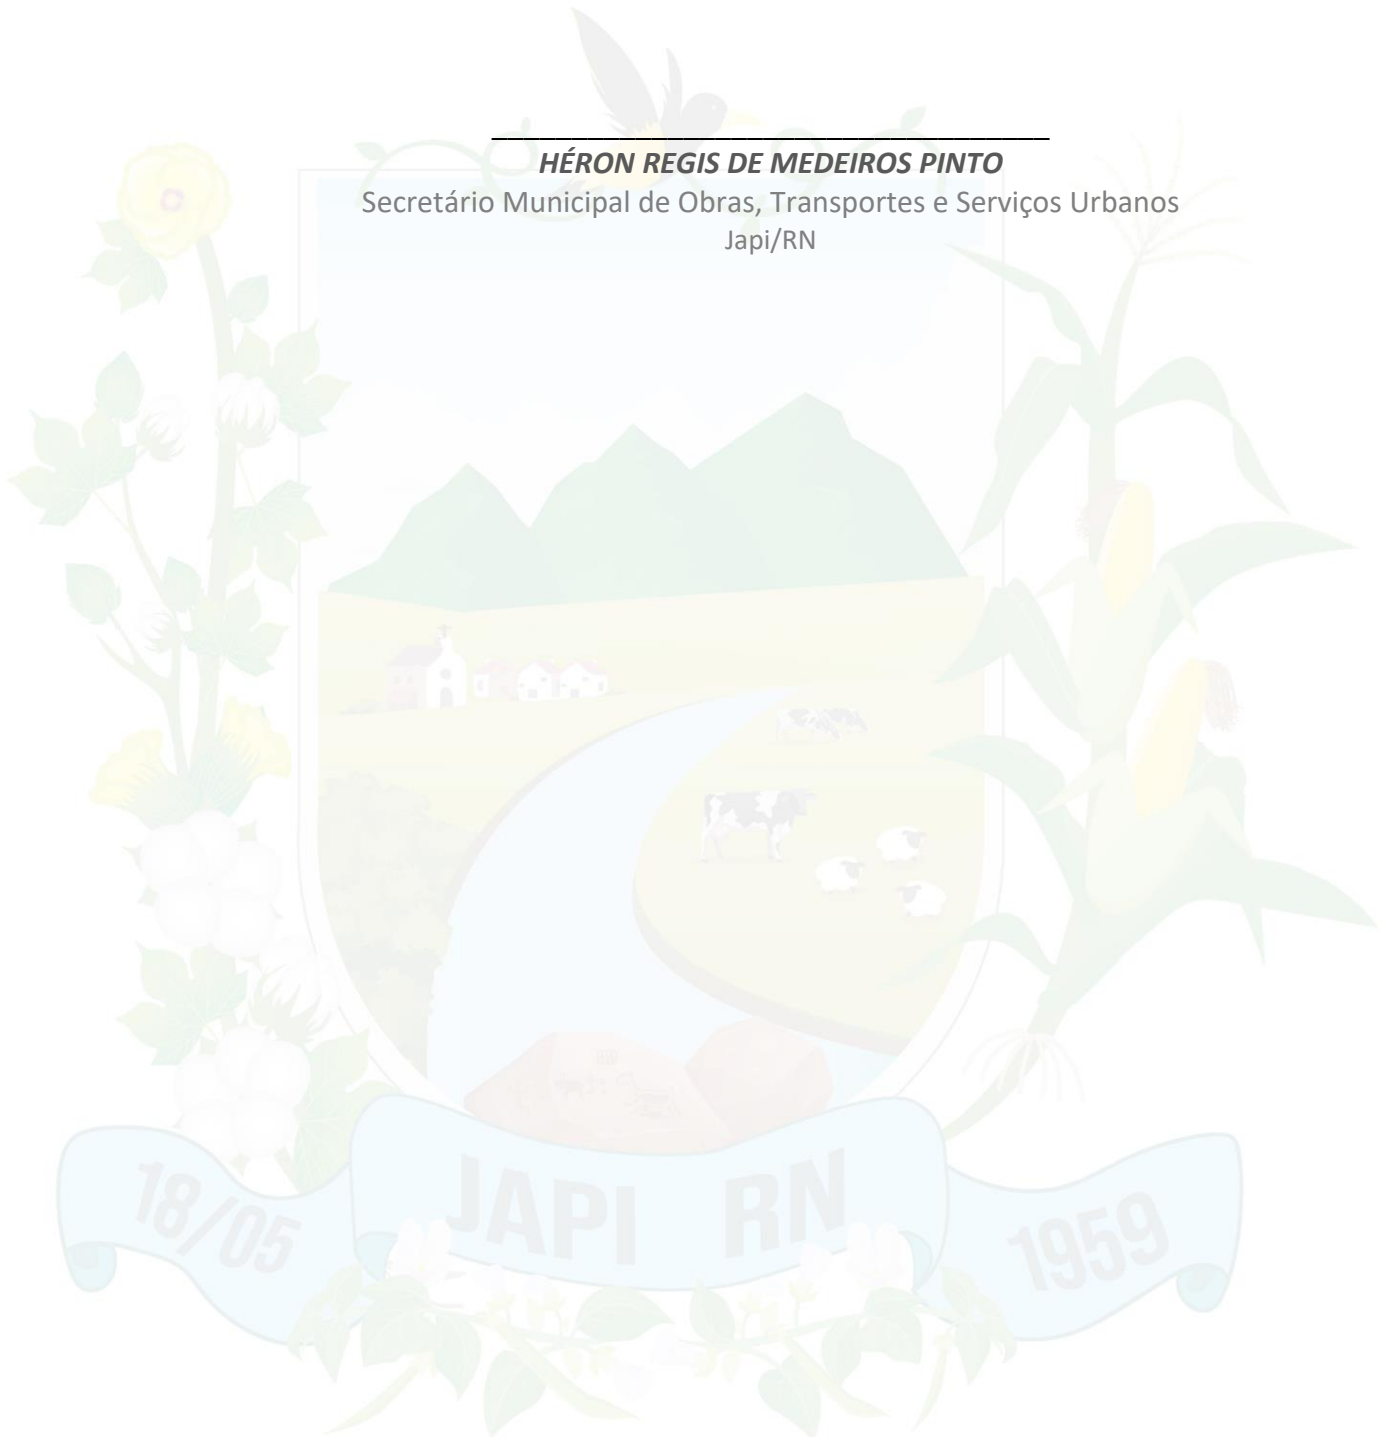 HÉRON REGIS DE MEDEIROS PINTO
Secretário Municipal de Obras, Transportes e Serviços Urbanos
Japi/RN
18/05 JAPI RN 1959